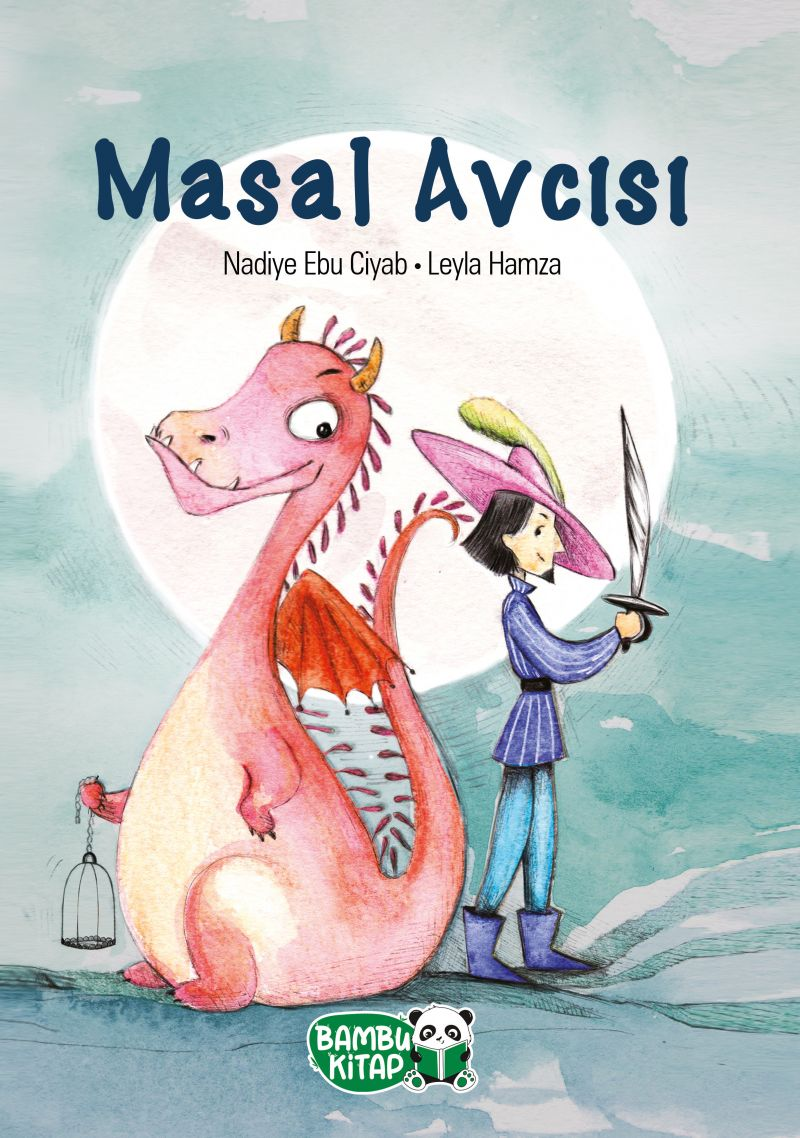 Masal Avcısı
Nadiye Ebu Ciyab • Leyla Hamza
BAMBU
KİTAP